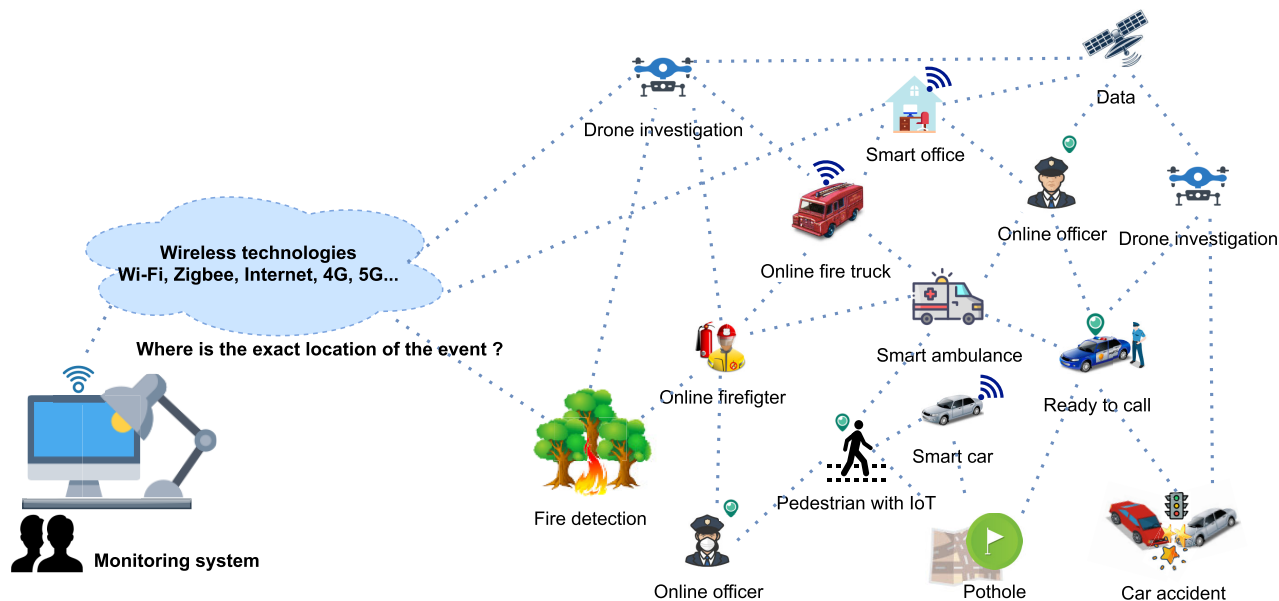 Data
Drone investigation
Smart office
Online officer
Drone investigation
Wireless technologies
Wi-Fi, Zigbee, Internet, 4G, 5G...
Online fire truck
Where is the exact location of the event ?
Smart ambulance
Online firefigter
Ready to call
Smart car
Pedestrian with IoT
Fire detection
Monitoring system
Online officer
Pothole
Car accident